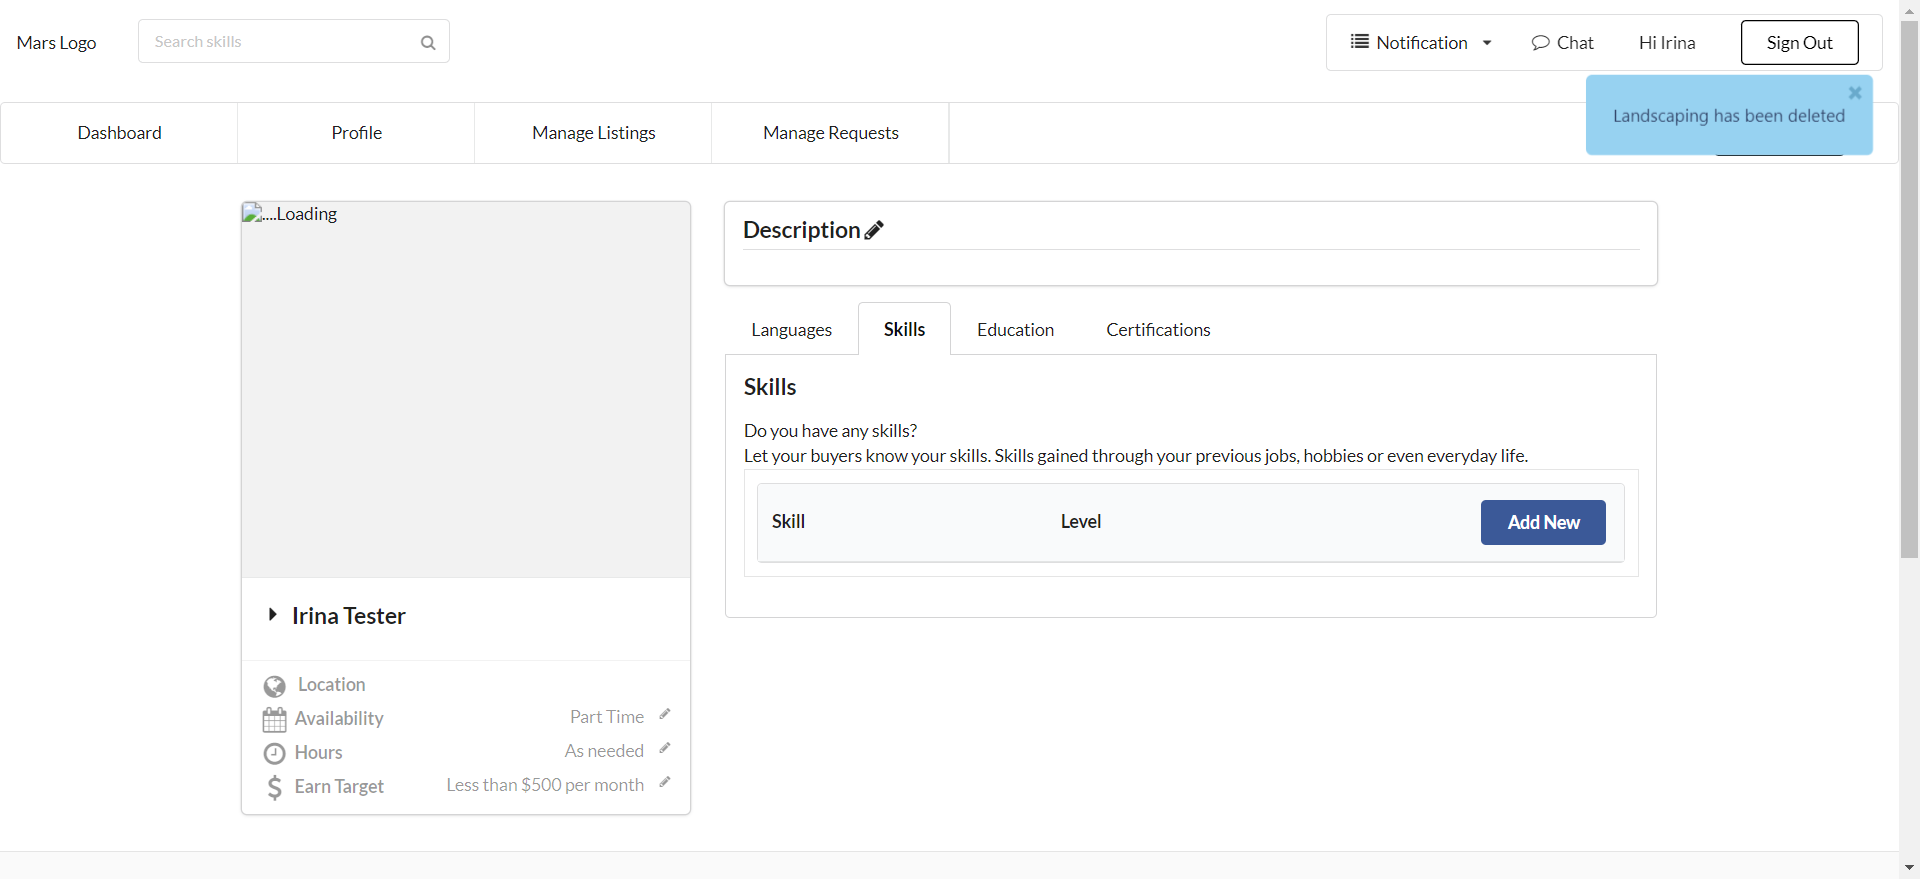 Mars Logo
Search skills
Notification
Chat
Hi Irina
Sign Out
Landscaping has been deleted
Dashboard
Profile
Manage Listings
Manage Requests
....Loading
Description
Languages
Skills
Education
Certifications
Skills
Do you have any skills?
Let your buyers know your skills. Skills gained through your previous jobs, hobbies or even everyday life.
Skill
Level
Add New
Irina Tester
Location
Availability
Part Time
Hours
As needed
Earn Target
Less than $500 per month